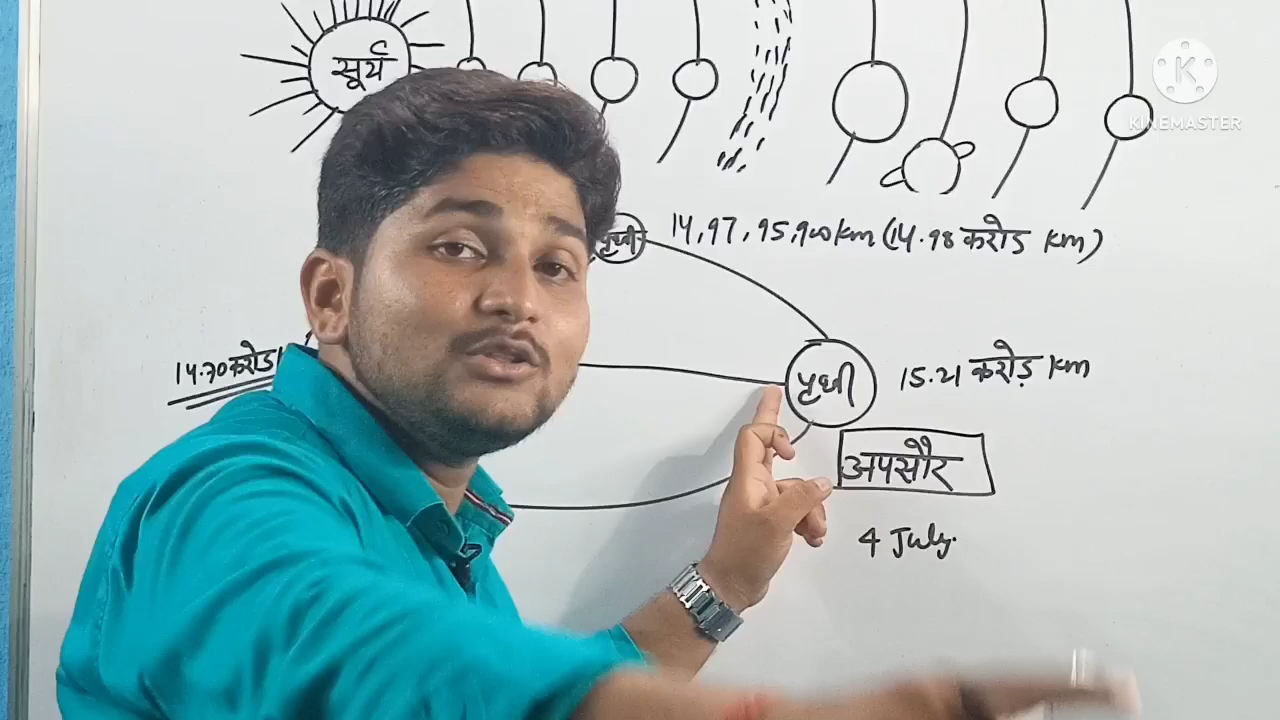 सूर्य
K
KINEMASTER
पृथ्वी 14,97,95,900 km (14.98 करोड़ km)
14.70 करोड़
पृथ्वी 15.21 करोड़ km
अपसौर
4 July.